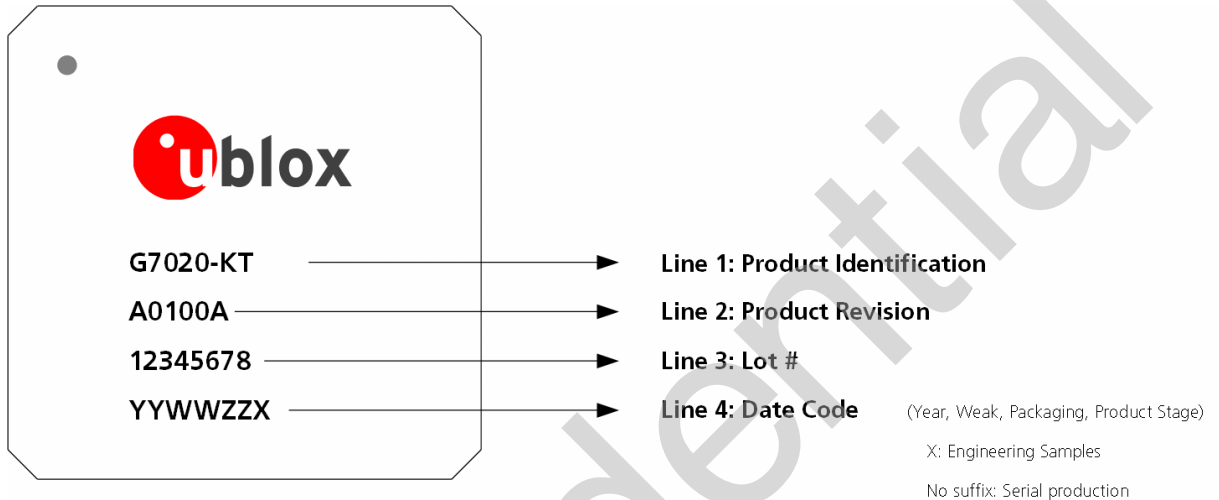 ublox
G7020-KT Line 1: Product Identification
A0100A Line 2: Product Revision
12345678 Line 3: Lot #
YYWWZZX Line 4: Date Code (Year, Weak, Packaging, Product Stage)
X: Engineering Samples
No suffix: Serial production
dential